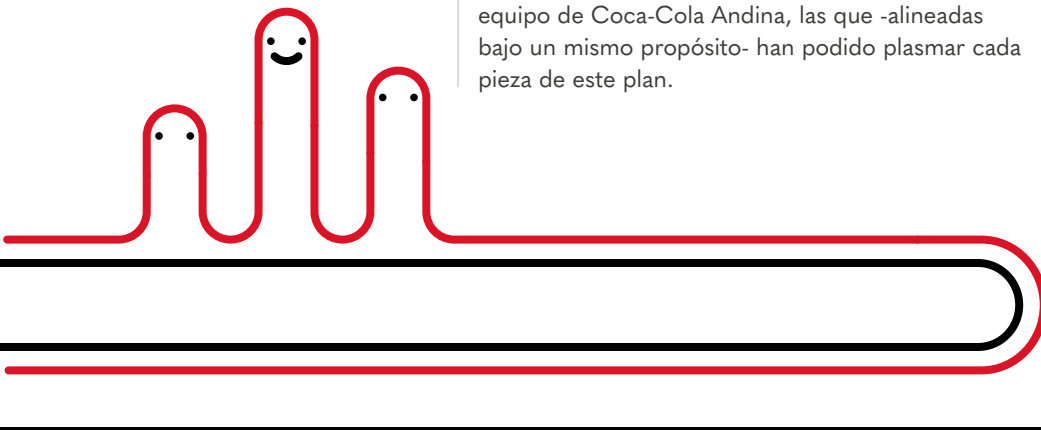 equipo de Coca-Cola Andina, las que -alineadas
bajo un mismo propósito- han podido plasmar cada
pieza de este plan.